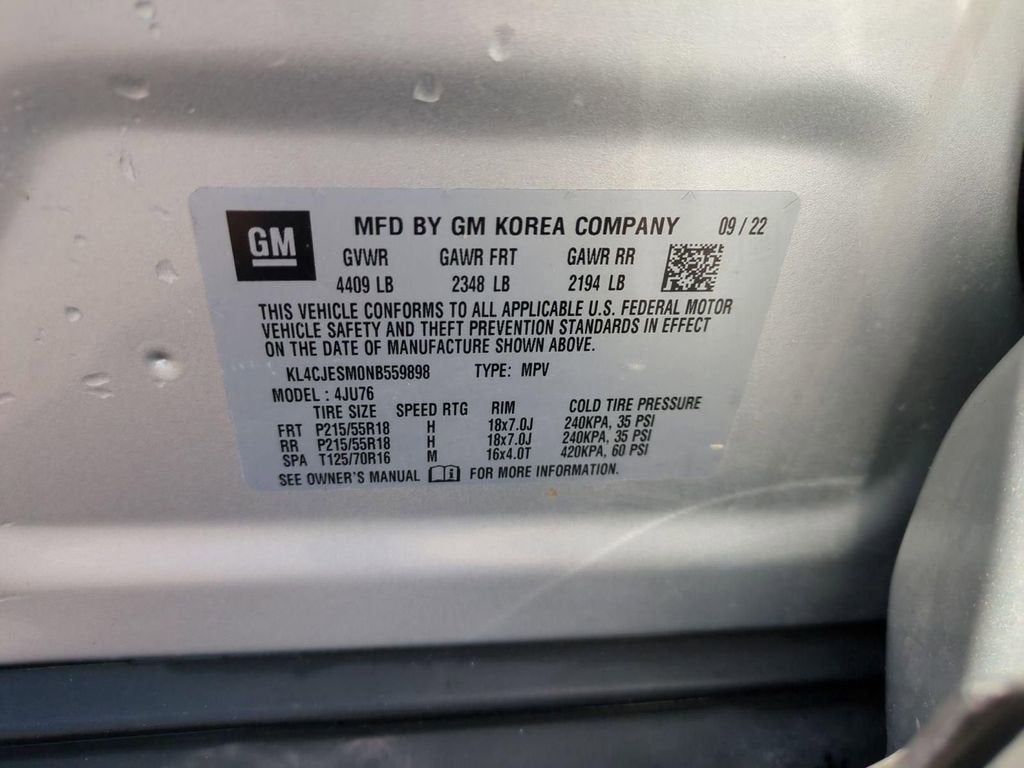 GM
MFD BY GM KOREA COMPANY 09 / 22
GVWR GAWR FRT GAWR RR
4409 LB 2348 LB 2194 LB
THIS VEHICLE CONFORMS TO ALL APPLICABLE U.S. FEDERAL MOTOR
VEHICLE SAFETY AND THEFT PREVENTION STANDARDS IN EFFECT
ON THE DATE OF MANUFACTURE SHOWN ABOVE.
KL4CJESM0NB559898 TYPE: MPV
MODEL : 4JU76
TIRE SIZE SPEED RTG RIM COLD TIRE PRESSURE
FRT P215/55R18 H 18x7.0J 240KPA, 35 PSI
RR P215/55R18 H 18x7.0J 240KPA, 35 PSI
SPA T125/70R16 M 16x4.0T 420KPA, 60 PSI
SEE OWNER'S MANUAL FOR MORE INFORMATION.